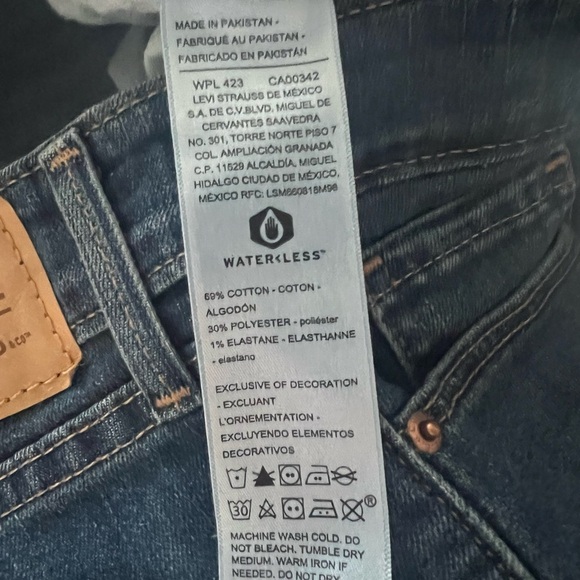 MADE IN PAKISTAN -
FABRIQUÉ AU PAKISTAN -
FABRICADO EN PAKISTÁN
WPL 423 CA00342
LEVI STRAUSS DE MÉXICO
S.A. DE C.V.BLVD. MIGUEL DE
CERVANTES SAAVEDRA
NO. 301, TORRE NORTE PISO 7
COL. AMPLIACIÓN GRANADA
C.P. 11529 ALCALDÍA, MIGUEL
HIDALGO CIUDAD DE MÉXICO,
MÉXICO RFC: LSM860818M98
WATER<LESS™
69% COTTON - COTON -
ALGODÓN
30% POLYESTER - poliéster
1% ELASTANE - ELASTHANNE
- elastano
EXCLUSIVE OF DECORATION
- EXCLUANT
L'ORNEMENTATION -
EXCLUYENDO ELEMENTOS
DECORATIVOS
30 ®
MACHINE WASH COLD. DO
NOT BLEACH. TUMBLE DRY
MEDIUM. WARM IRON IF
NEEDED. DO NOT DRY
& CO™